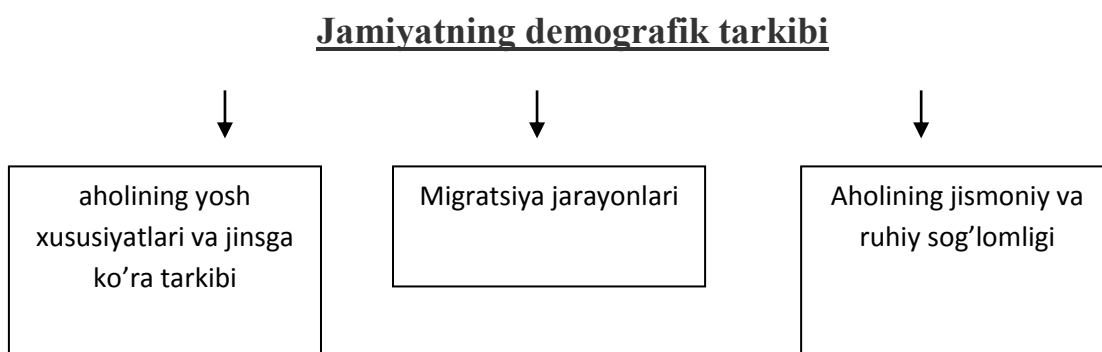 Jamiyatning demografik tarkibi
aholining yosh
xususiyatlari va jinsga
ko’ra tarkibi
Migratsiya jarayonlari
Aholining jismoniy va
ruhiy sog’lomligi